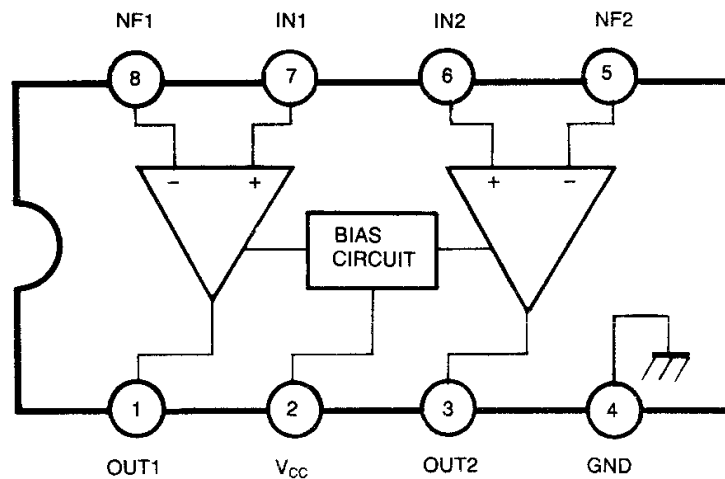 NF1 IN1 IN2 NF2
8 7 6 5
− + + −
BIAS
CIRCUIT
1 2 3 4
OUT1 VCC OUT2 GND